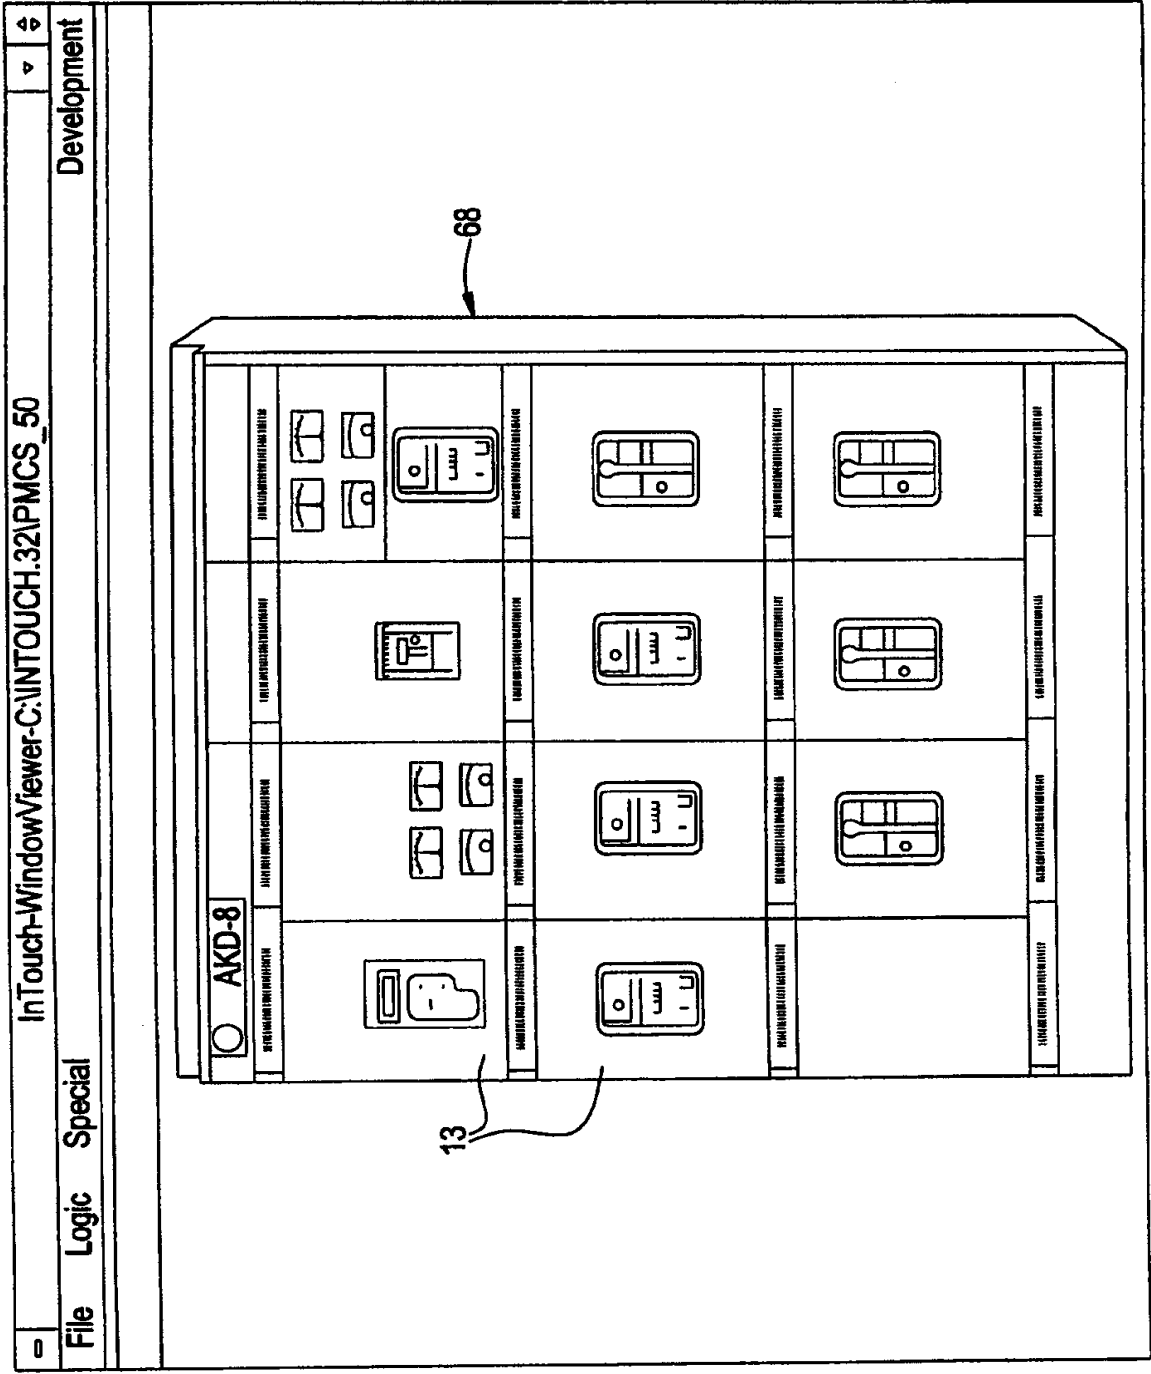 InTouch-WindowViewer-C:\INTOUCH.32\PMCS_50
File Logic Special Development
AKD-8
68
13